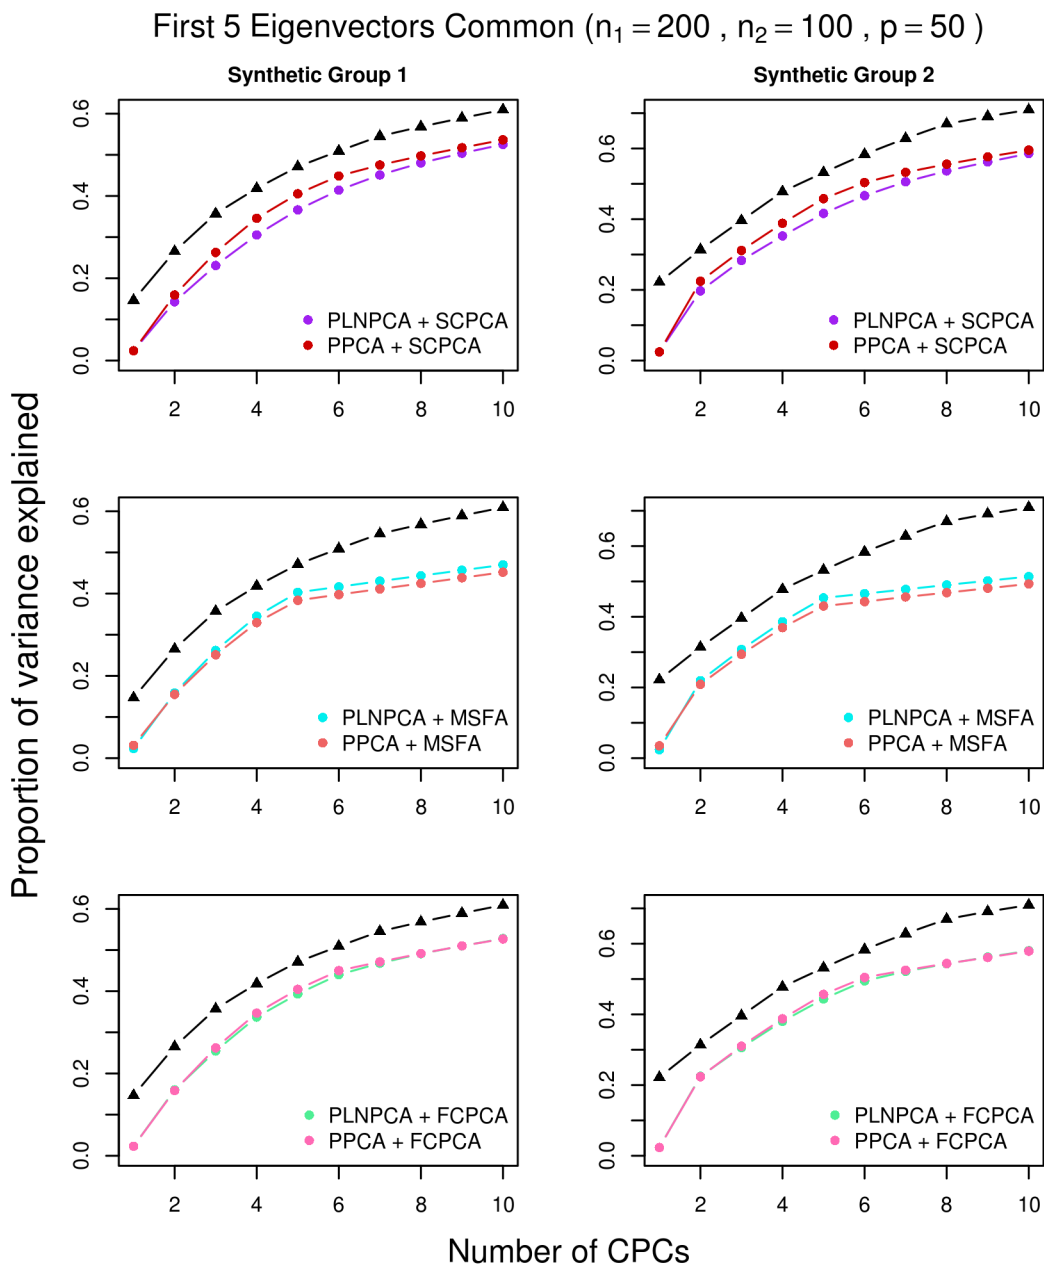 First 5 Eigenvectors Common (n₁ = 200 , n₂ = 100 , p = 50 )
Synthetic Group 1
Synthetic Group 2
Proportion of variance explained
0.6
0.4
0.2
0.0
PLNPCA + SCPCA
PPCA + SCPCA
2 4 6 8 10
0.6
0.4
0.2
0.0
PLNPCA + SCPCA
PPCA + SCPCA
2 4 6 8 10
0.6
0.4
0.2
0.0
PLNPCA + MSFA
PPCA + MSFA
2 4 6 8 10
0.6
0.4
0.2
0.0
PLNPCA + MSFA
PPCA + MSFA
2 4 6 8 10
0.6
0.4
0.2
0.0
PLNPCA + FCPCA
PPCA + FCPCA
2 4 6 8 10
0.6
0.4
0.2
0.0
PLNPCA + FCPCA
PPCA + FCPCA
2 4 6 8 10
Number of CPCs